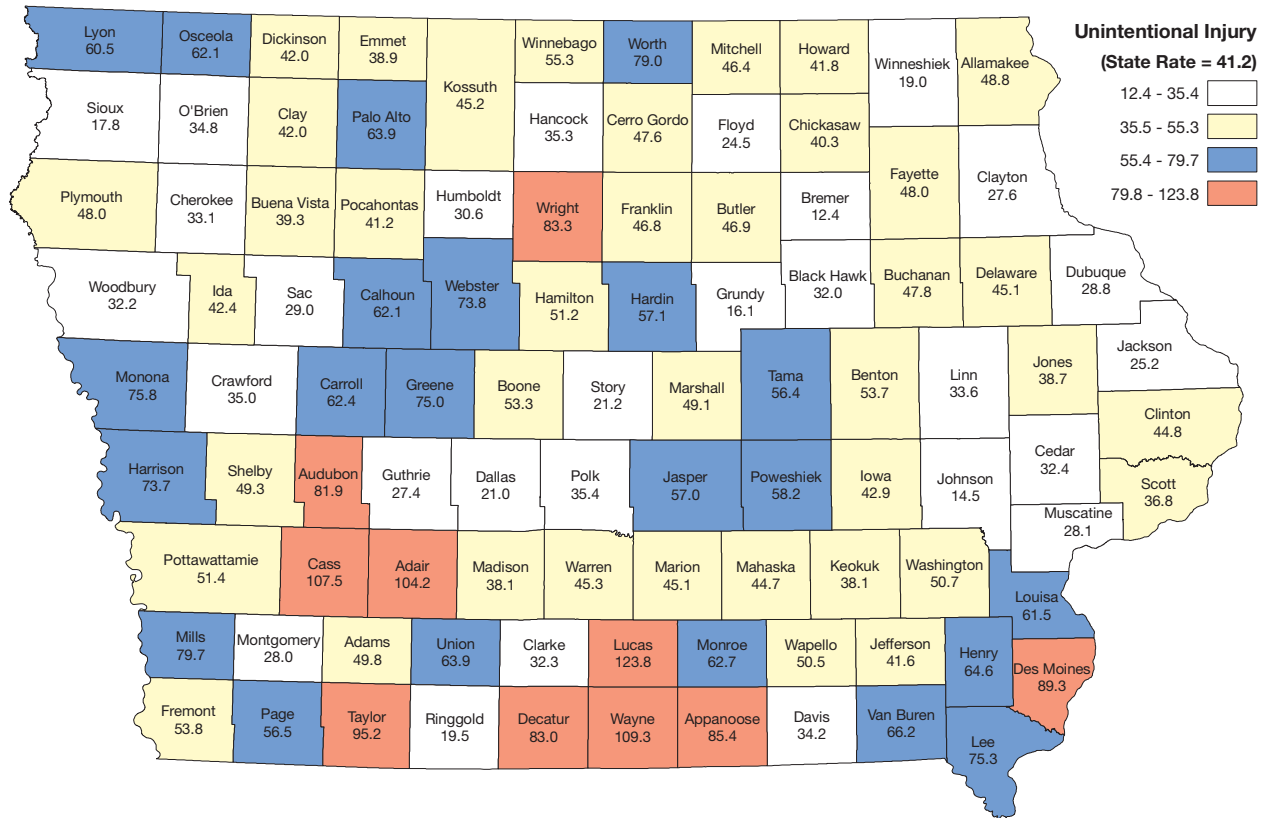 Unintentional Injury
(State Rate = 41.2)
12.4 - 35.4
35.5 - 55.3
55.4 - 79.7
79.8 - 123.8
Lyon
60.5
Osceola
62.1
Dickinson
42.0
Emmet
38.9
Kossuth
45.2
Winnebago
55.3
Worth
79.0
Mitchell
46.4
Howard
41.8
Winneshiek
19.0
Allamakee
48.8
Sioux
17.8
O'Brien
34.8
Clay
42.0
Palo Alto
63.9
Hancock
35.3
Cerro Gordo
47.6
Floyd
24.5
Chickasaw
40.3
Fayette
48.0
Clayton
27.6
Plymouth
48.0
Cherokee
33.1
Buena Vista
39.3
Pocahontas
41.2
Humboldt
30.6
Wright
83.3
Franklin
46.8
Butler
46.9
Bremer
12.4
Woodbury
32.2
Ida
42.4
Sac
29.0
Calhoun
62.1
Webster
73.8
Hamilton
51.2
Hardin
57.1
Grundy
16.1
Black Hawk
32.0
Buchanan
47.8
Delaware
45.1
Dubuque
28.8
Monona
75.8
Crawford
35.0
Carroll
62.4
Greene
75.0
Boone
53.3
Story
21.2
Marshall
49.1
Tama
56.4
Benton
53.7
Linn
33.6
Jones
38.7
Jackson
25.2
Clinton
44.8
Harrison
73.7
Shelby
49.3
Audubon
81.9
Guthrie
27.4
Dallas
21.0
Polk
35.4
Jasper
57.0
Poweshiek
58.2
Iowa
42.9
Johnson
14.5
Cedar
32.4
Scott
36.8
Muscatine
28.1
Pottawattamie
51.4
Cass
107.5
Adair
104.2
Madison
38.1
Warren
45.3
Marion
45.1
Mahaska
44.7
Keokuk
38.1
Washington
50.7
Louisa
61.5
Mills
79.7
Montgomery
28.0
Adams
49.8
Union
63.9
Clarke
32.3
Lucas
123.8
Monroe
62.7
Wapello
50.5
Jefferson
41.6
Henry
64.6
Des Moines
89.3
Fremont
53.8
Page
56.5
Taylor
95.2
Ringgold
19.5
Decatur
83.0
Wayne
109.3
Appanoose
85.4
Davis
34.2
Van Buren
66.2
Lee
75.3